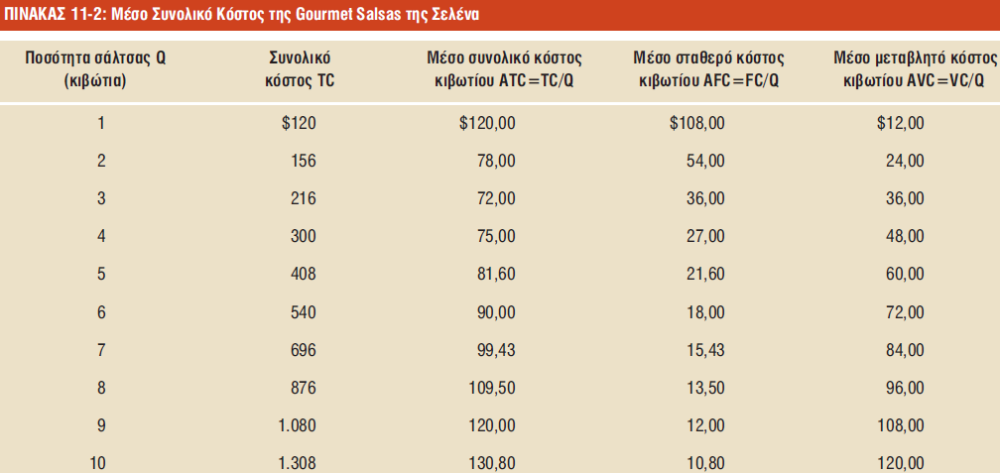 ΠΙΝΑΚΑΣ 11-2: Μέσο Συνολικό Κόστος της Gourmet Salsas της Σελένα
Ποσότητα σάλτσας Q Συνολικό Μέσο συνολικό κόστος Μέσο σταθερό κόστος Μέσο μεταβλητό κόστος
(κιβώτια) κόστος TC κιβωτίου ATC=TC/Q κιβωτίου AFC=FC/Q κιβωτίου AVC=VC/Q
1 $120 $120,00 $108,00 $12,00
2 156 78,00 54,00 24,00
3 216 72,00 36,00 36,00
4 300 75,00 27,00 48,00
5 408 81,60 21,60 60,00
6 540 90,00 18,00 72,00
7 696 99,43 15,43 84,00
8 876 109,50 13,50 96,00
9 1.080 120,00 12,00 108,00
10 1.308 130,80 10,80 120,00